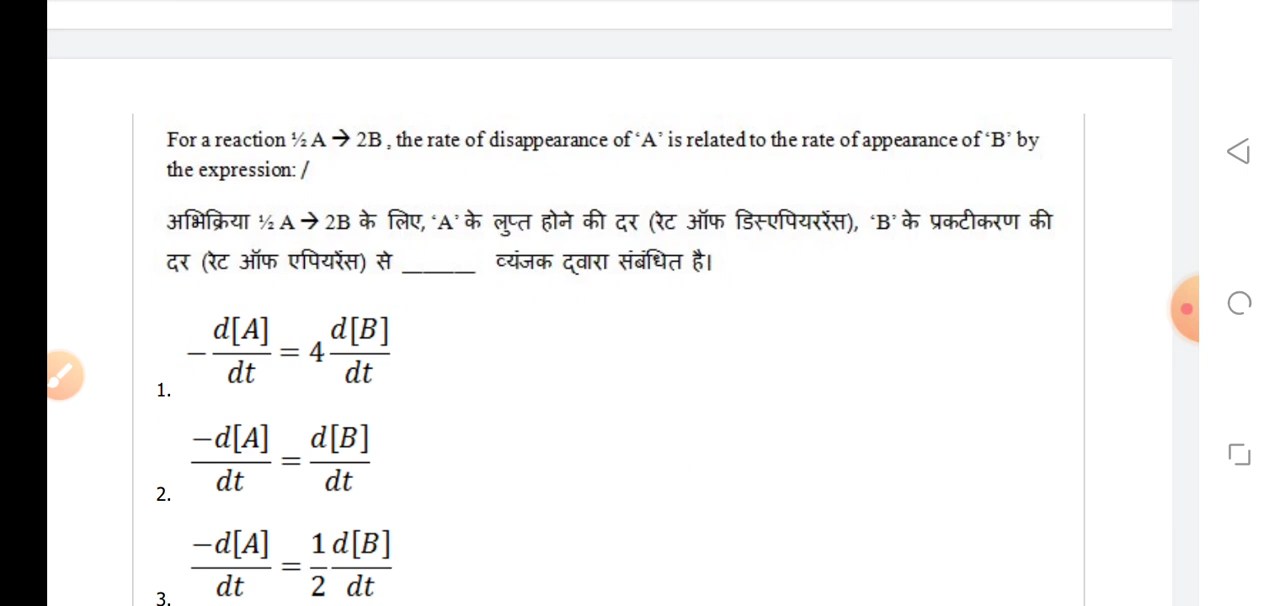 For a reaction ½ A → 2B , the rate of disappearance of ‘A’ is related to the rate of appearance of ‘B’ by
the expression: /
अभिक्रिया ½ A → 2B के लिए, ‘A’ के लुप्त होने की दर (रेट ऑफ डिस्एपियररेंस), ‘B’ के प्रकटीकरण की
दर (रेट ऑफ एपियरेंस) से ______ व्यंजक द्वारा संबंधित है।
1. − d[A]/dt = 4 d[B]/dt
2. −d[A]/dt = d[B]/dt
3. −d[A]/dt = 1/2 d[B]/dt